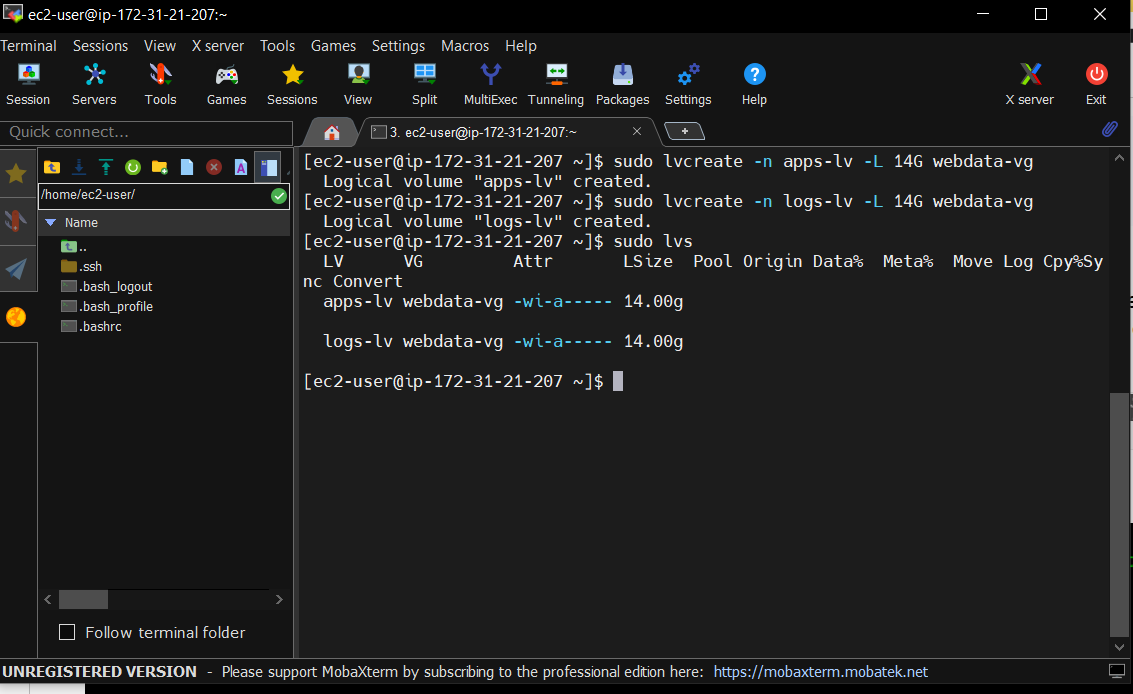 ec2-user@ip-172-31-21-207:~
Terminal Sessions View X server Tools Games Settings Macros Help
Session Servers Tools Games Sessions View Split MultiExec Tunneling Packages Settings Help X server Exit
Quick connect...
3. ec2-user@ip-172-31-21-207:~
/home/ec2-user/
Name
..
.ssh
.bash_logout
.bash_profile
.bashrc
Follow terminal folder
[ec2-user@ip-172-31-21-207 ~]$ sudo lvcreate -n apps-lv -L 14G webdata-vg
Logical volume "apps-lv" created.
[ec2-user@ip-172-31-21-207 ~]$ sudo lvcreate -n logs-lv -L 14G webdata-vg
Logical volume "logs-lv" created.
[ec2-user@ip-172-31-21-207 ~]$ sudo lvs
LV VG Attr LSize Pool Origin Data% Meta% Move Log Cpy%Sy
nc Convert
apps-lv webdata-vg -wi-a----- 14.00g
logs-lv webdata-vg -wi-a----- 14.00g
[ec2-user@ip-172-31-21-207 ~]$
UNREGISTERED VERSION - Please support MobaXterm by subscribing to the professional edition here: https://mobaxterm.mobatek.net